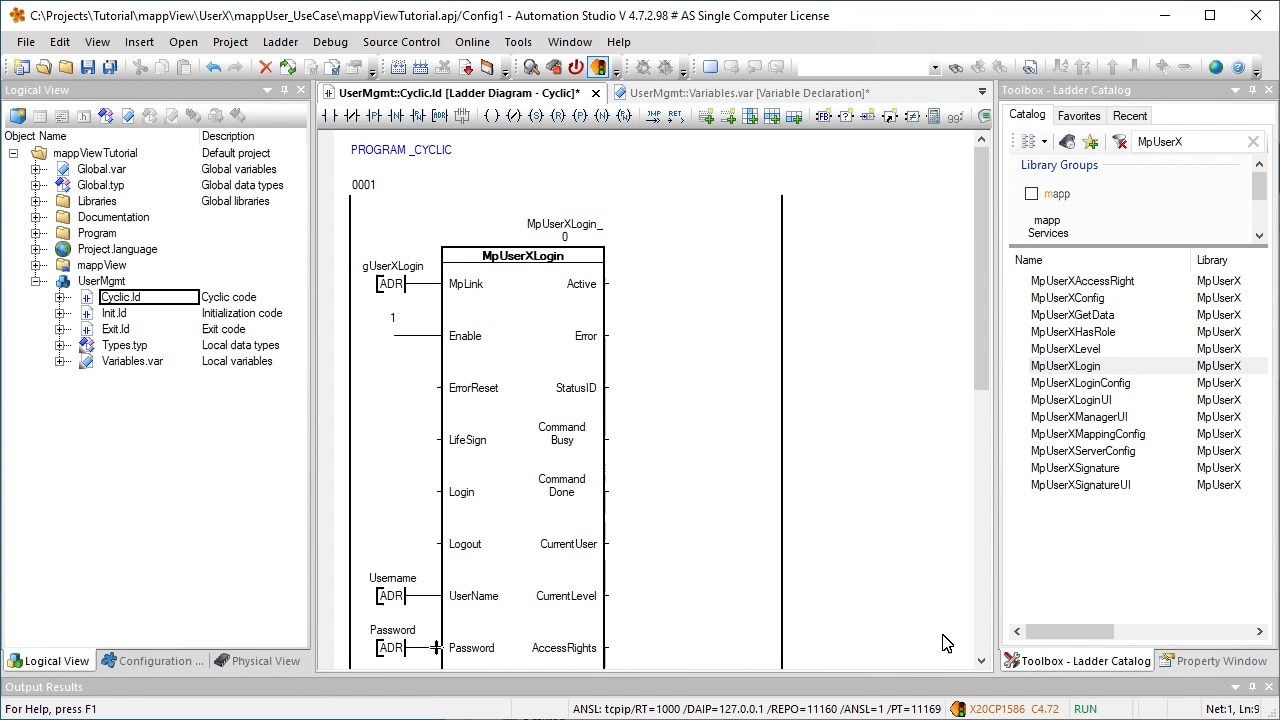 C:\Projects\Tutorial\mappView\UserX\mappUser_UseCase\mappViewTutorial.apj/Config1 - Automation Studio V 4.7.2.98 # AS Single Computer License
File Edit View Insert Open Project Ladder Debug Source Control Online Tools Window Help
Logical View
Object Name Description
mappViewTutorial Default project
Global.var Global variables
Global.typ Global data types
Libraries Global libraries
Documentation
Program
Project.language
mappView
UserMgmt
Cyclic.ld Cyclic code
Init.ld Initialization code
Exit.ld Exit code
Types.typ Local data types
Variables.var Local variables
Logical View Configuration ... Physical View
UserMgmt::Cyclic.ld [Ladder Diagram - Cyclic]* UserMgmt::Variables.var [Variable Declaration]*
PROGRAM _CYCLIC
0001
MpUserXLogin_
0
MpUserXLogin
gUserXLogin
ADR MpLink Active
1
Enable Error
ErrorReset StatusID
LifeSign Command
Busy
Login Command
Done
Logout CurrentUser
Username
ADR UserName CurrentLevel
Password
ADR Password AccessRights
Toolbox - Ladder Catalog
Catalog Favorites Recent
MpUserX
Library Groups
mapp
mapp
Services
Name Library
MpUserXAccessRight MpUserX
MpUserXConfig MpUserX
MpUserXGetData MpUserX
MpUserXHasRole MpUserX
MpUserXLevel MpUserX
MpUserXLogin MpUserX
MpUserXLoginConfig MpUserX
MpUserXLoginUI MpUserX
MpUserXManagerUI MpUserX
MpUserXMappingConfig MpUserX
MpUserXServerConfig MpUserX
MpUserXSignature MpUserX
MpUserXSignatureUI MpUserX
Toolbox - Ladder Catalog Property Window
Output Results
For Help, press F1 ANSL: tcpip/RT=1000 /DAIP=127.0.0.1 /REPO=11160 /ANSL=1 /PT=11169 X20CP1586 C4.72 RUN Net:1, Ln:9